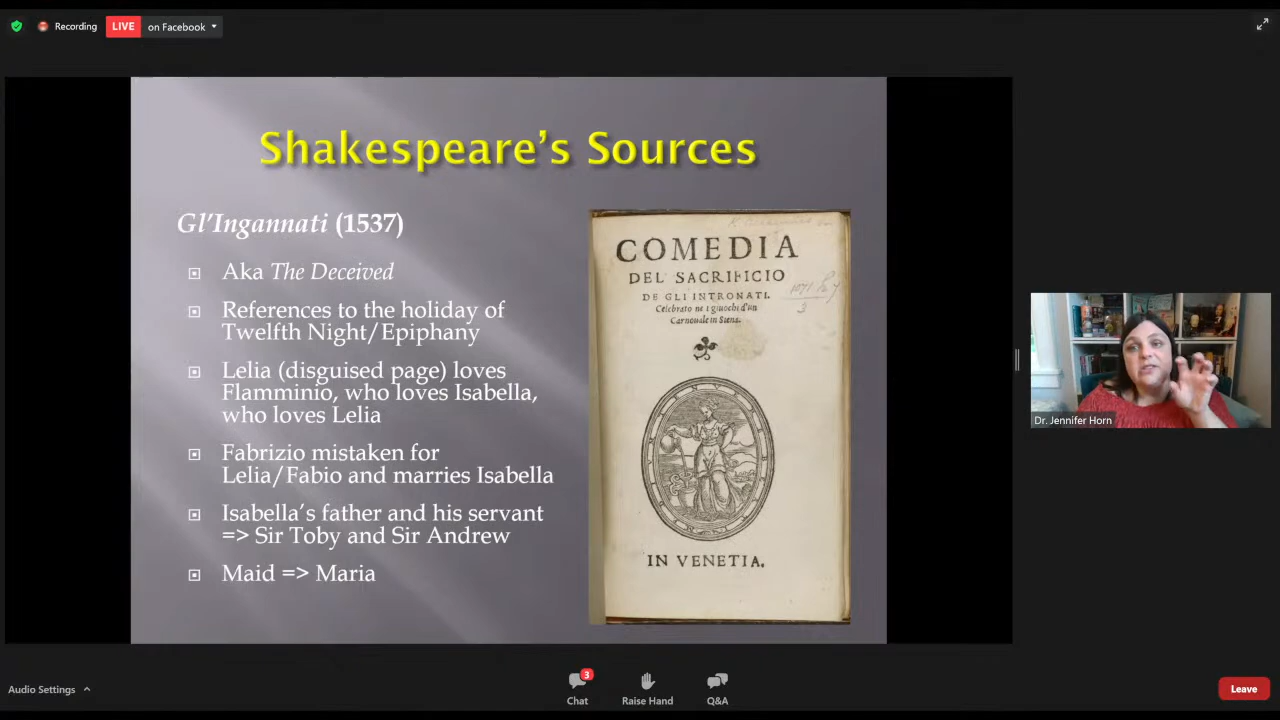 Recording
LIVE on Facebook
Shakespeare's Sources
Gl'Ingannati (1537)
Aka The Deceived
References to the holiday of
Twelfth Night/Epiphany
Lelia (disguised page) loves
Flamminio, who loves Isabella,
who loves Lelia
Fabrizio mistaken for
Lelia/Fabio and marries Isabella
Isabella's father and his servant
=> Sir Toby and Sir Andrew
Maid => Maria
COMEDIA
DEL SACRIFICIO
DE GLI INTRONATI.
Celebrato ne i giuochi d'un
Carnouale in Siena.
IN VENETIA.
Dr. Jennifer Horn
Audio Settings
3
Chat
Raise Hand
Q&A
Leave